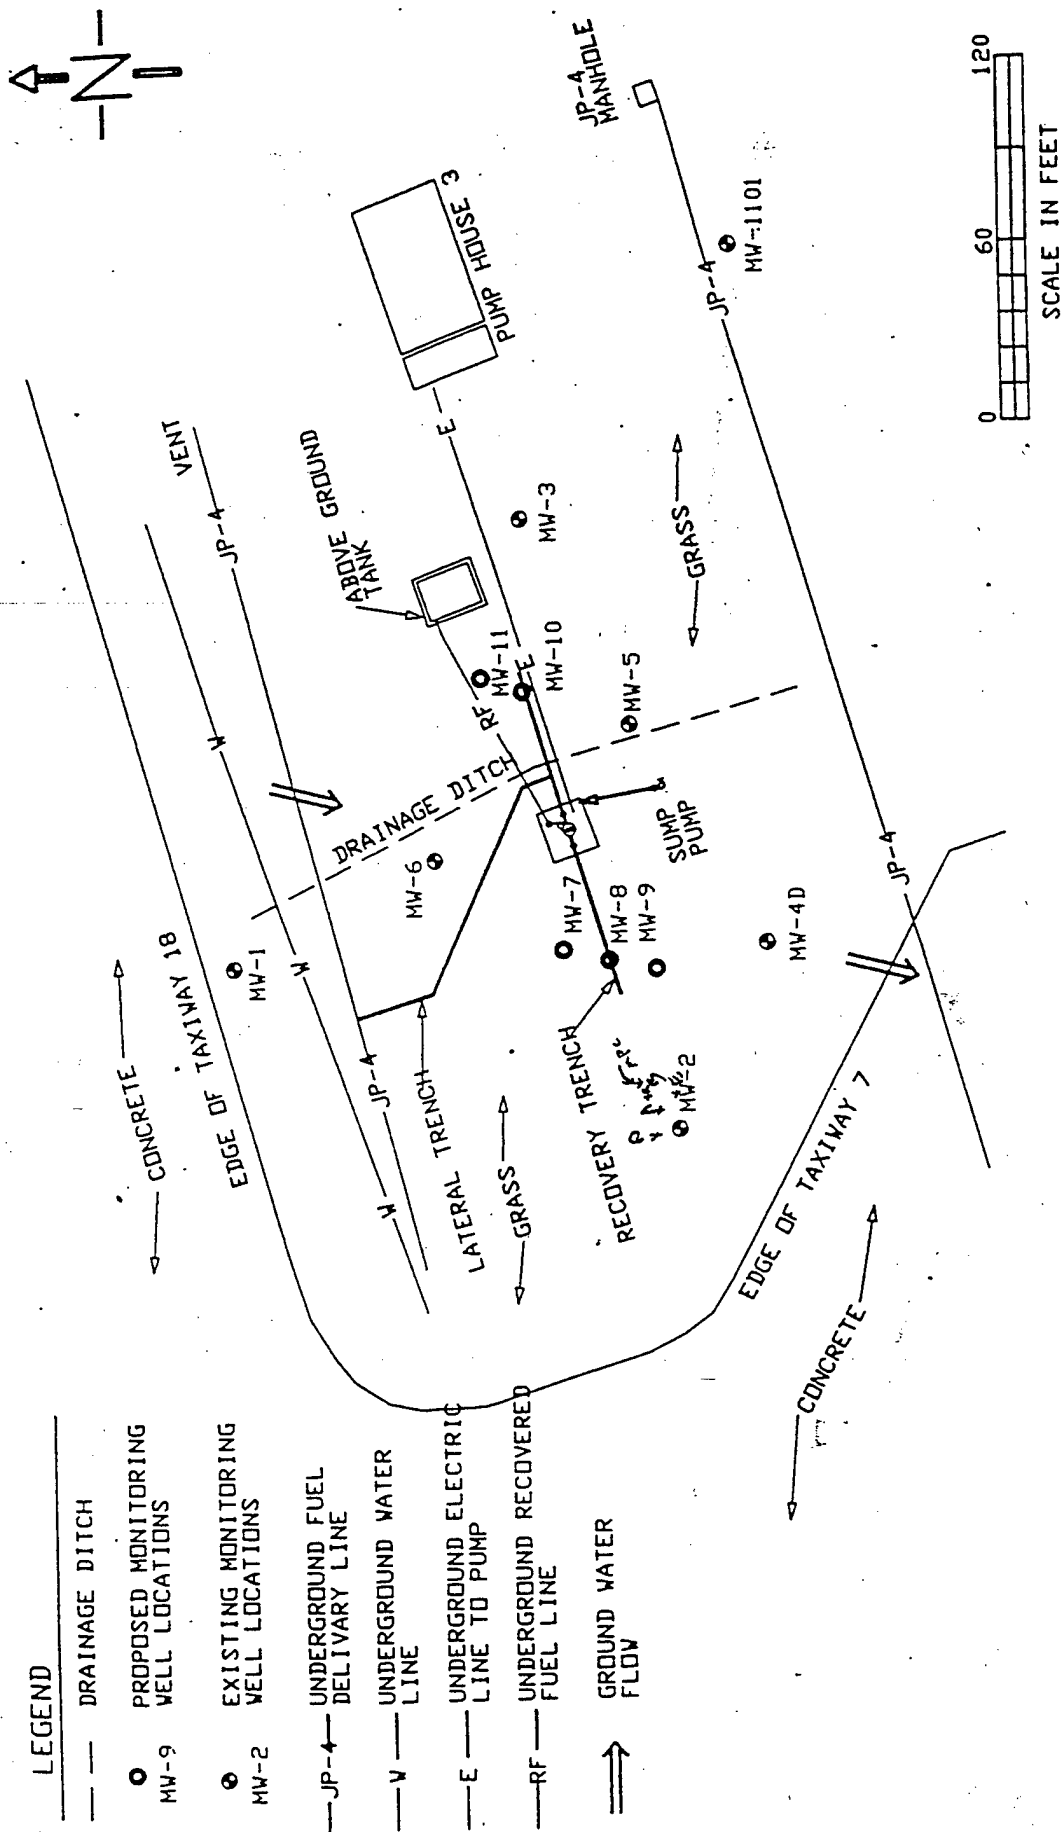 LEGEND
DRAINAGE DITCH
PROPOSED MONITORING
WELL LOCATIONS
MW-9
EXISTING MONITORING
WELL LOCATIONS
MW-2
JP-4
UNDERGROUND FUEL
DELIVARY LINE
W
UNDERGROUND WATER
LINE
E
UNDERGROUND ELECTRIC
LINE TO PUMP
RF
UNDERGROUND RECOVERED
FUEL LINE
GROUND WATER
FLOW
N
CONCRETE
EDGE OF TAXIWAY 18
MW-1
W
W
W
VENT
JP-4
JP-4
LATERAL TRENCH
DRAINAGE DITCH
MW-6
ABOVE GROUND
TANK
RF
MW-11
MW-10
E
E
PUMP HOUSE 3
MW-3
MW-5
SUMP
PUMP
MW-7
MW-8
MW-9
RECOVERY TRENCH
GRASS
GRASS
MW-2
MW-4D
JP-4
JP-4
MW-1101
JP-4
MANHOLE
EDGE OF TAXIWAY 7
CONCRETE
0 60 120
SCALE IN FEET